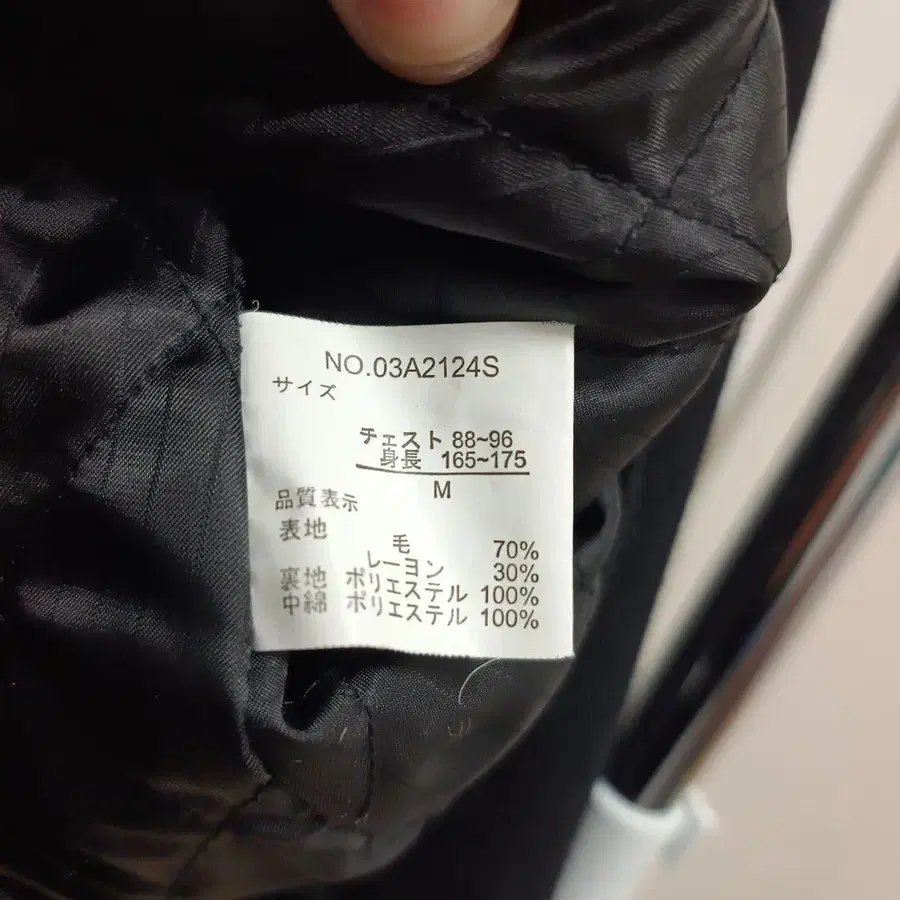 NO.03A2124S
サイズ
チェスト 88~96
身長 165~175
M
品質表示
表地 毛 70%
レーヨン 30%
裏地 ポリエステル 100%
中綿 ポリエステル 100%